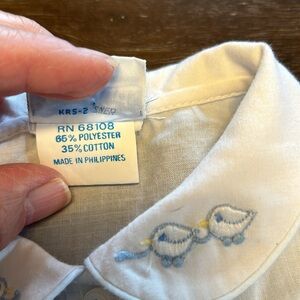 RN 68108
65% POLYESTER
35% COTTON
MADE IN PHILIPPINES